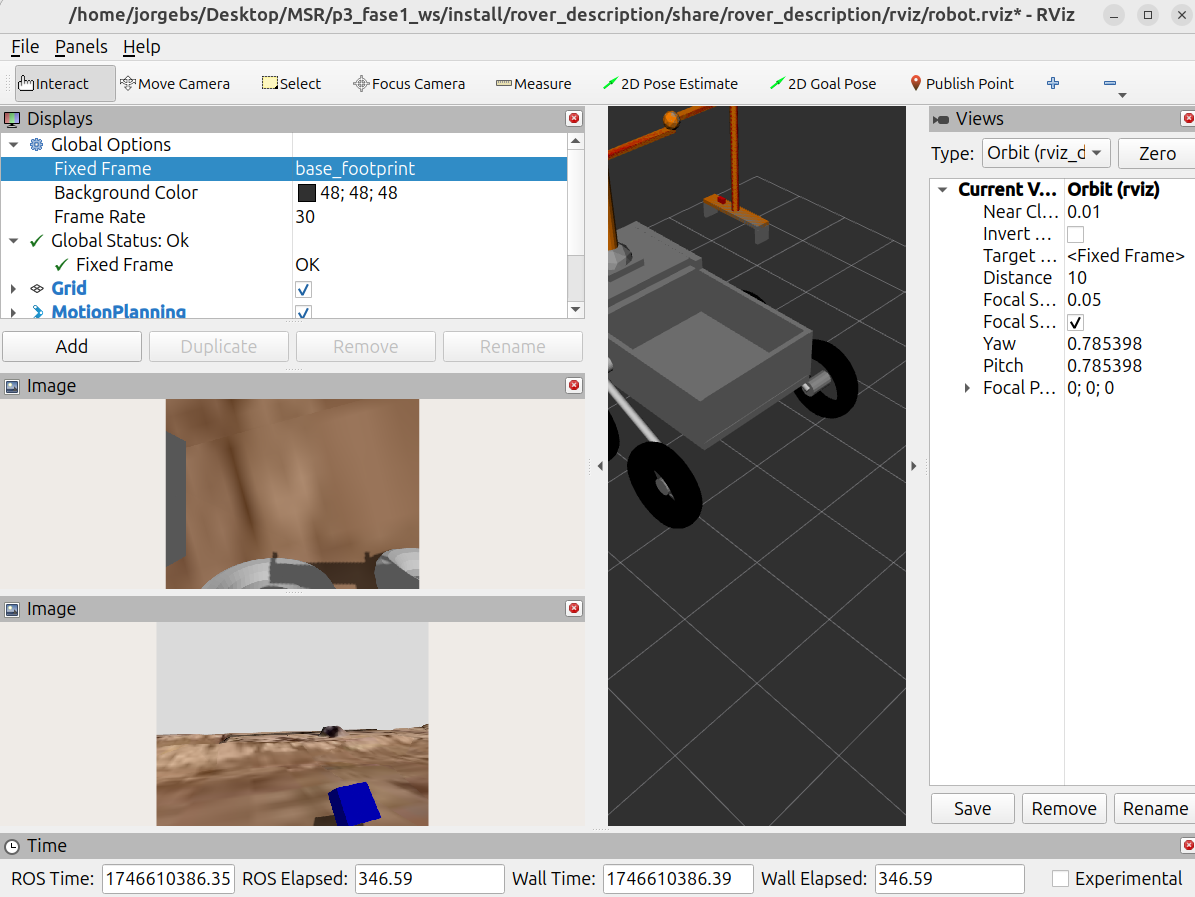 /home/jorgebs/Desktop/MSR/p3_fase1_ws/install/rover_description/share/rover_description/rviz/robot.rviz* - RViz
File Panels Help
Interact Move Camera Select Focus Camera Measure 2D Pose Estimate 2D Goal Pose Publish Point
Displays
Global Options
Fixed Frame base_footprint
Background Color 48; 48; 48
Frame Rate 30
Global Status: Ok
Fixed Frame OK
Grid
MotionPlanning
Add Duplicate Remove Rename
Image
Image
Views
Type: Orbit (rviz_d Zero
Current V... Orbit (rviz)
Near Cl... 0.01
Invert ...
Target ... <Fixed Frame>
Distance 10
Focal S... 0.05
Focal S...
Yaw 0.785398
Pitch 0.785398
Focal P... 0; 0; 0
Save Remove Rename
Time
ROS Time: 1746610386.35 ROS Elapsed: 346.59 Wall Time: 1746610386.39 Wall Elapsed: 346.59 Experimental